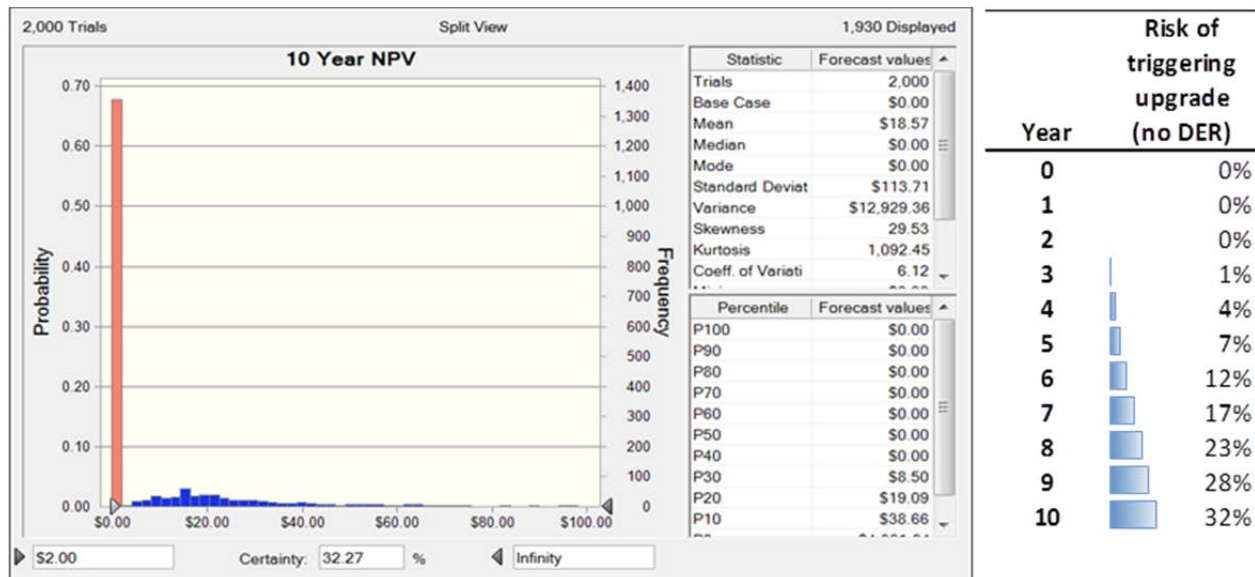 2,000 Trials Split View 1,930 Displayed
10 Year NPV
Probability
0.70
0.60
0.50
0.40
0.30
0.20
0.10
0.00
1,400
1,300
1,200
1,100
1,000
900
800
700
600
500
400
300
200
100
0
Frequency
$0.00 $20.00 $40.00 $60.00 $80.00 $100.00
$2.00 Certainty: 32.27 % Infinity
Statistic Forecast values
Trials 2,000
Base Case $0.00
Mean $18.57
Median $0.00
Mode $0.00
Standard Deviat $113.71
Variance $12,929.36
Skewness 29.53
Kurtosis 1,092.45
Coeff. of Variati 6.12
Percentile Forecast values
P100 $0.00
P90 $0.00
P80 $0.00
P70 $0.00
P60 $0.00
P50 $0.00
P40 $0.00
P30 $8.50
P20 $19.09
P10 $38.66
Risk of
triggering
upgrade
Year (no DER)
0 0%
1 0%
2 0%
3 1%
4 4%
5 7%
6 12%
7 17%
8 23%
9 28%
10 32%